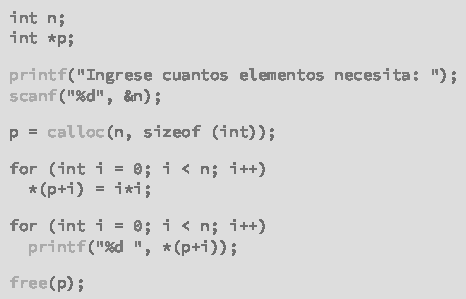 int n;
int *p;
printf("Ingrese cuantos elementos necesita: ");
scanf("%d", &n);
p = calloc(n, sizeof (int));
for (int i = 0; i < n; i++)
*(p+i) = i*i;
for (int i = 0; i < n; i++)
printf("%d ", *(p+i));
free(p);